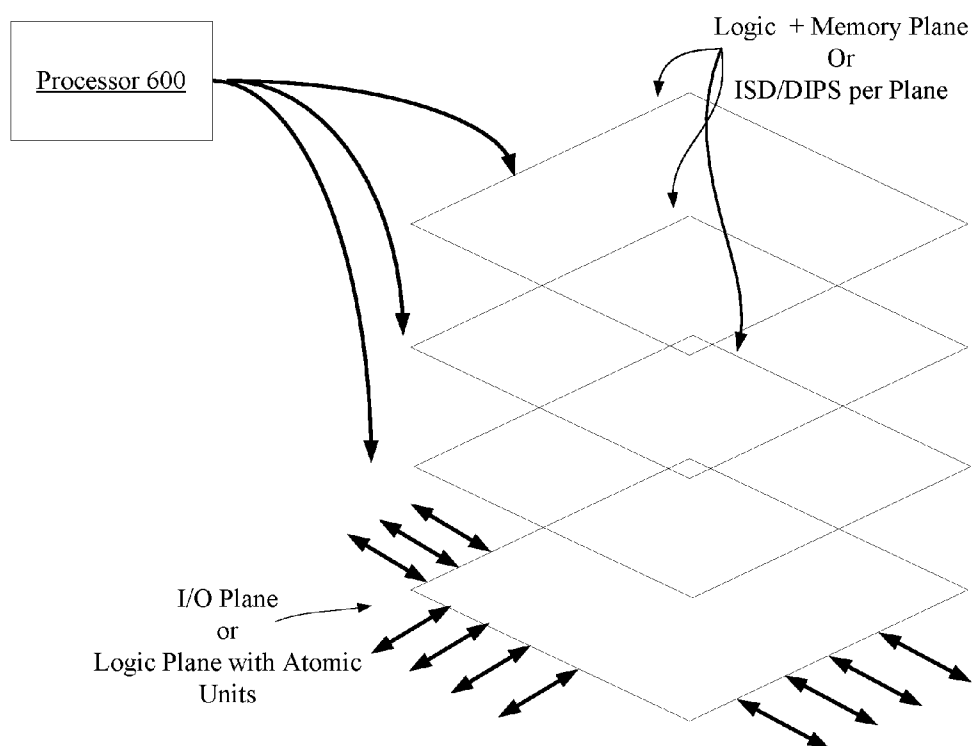 Processor 600
Logic + Memory Plane
Or
ISD/DIPS per Plane
I/O Plane
or
Logic Plane with Atomic
Units